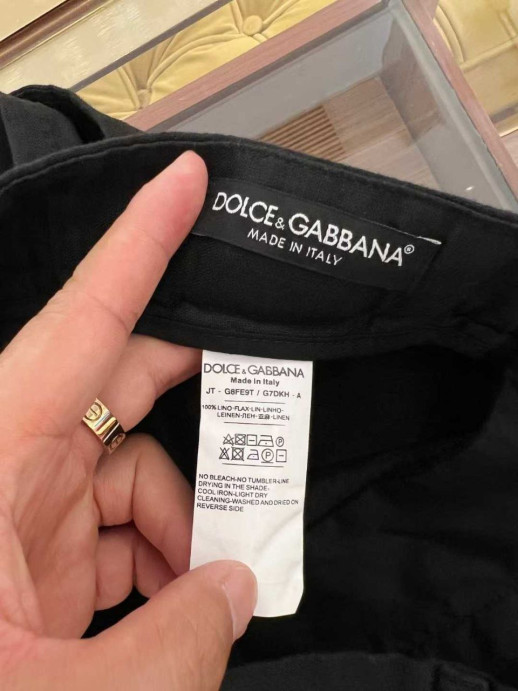 DOLCE & GABBANA®
MADE IN ITALY
DOLCE & GABBANA
Made in Italy
JT - G8FE9T / G7DKH - A
100%LINO-FLAX-LIN-LINHO-
LEINEN-ЛЕН-亚麻-LINEN
NO BLEACH-NO TUMBLER-LINE
DRYING IN THE SHADE-
COOL IRON-LIGHT DRY
CLEANING-WASHED AND DRIED ON
REVERSE SIDE